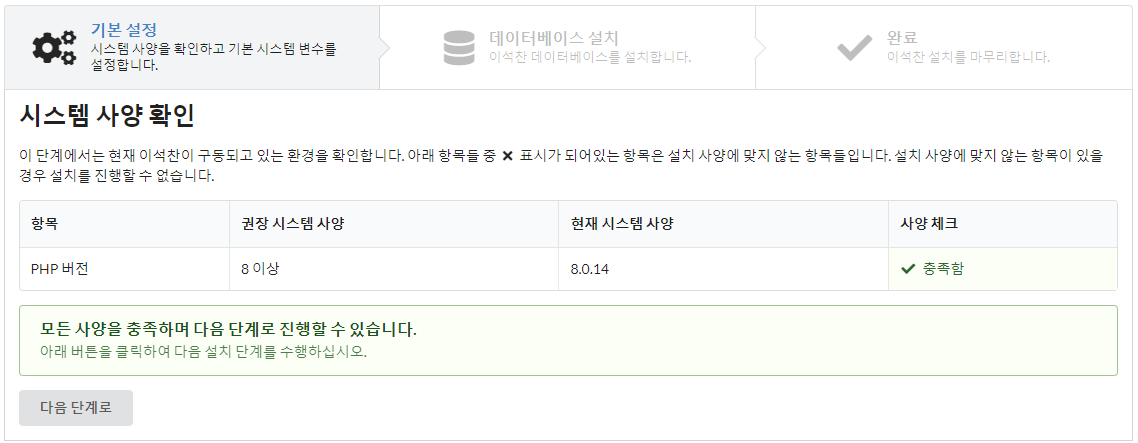 기본 설정
시스템 사양을 확인하고 기본 시스템 변수를
설정합니다.
데이터베이스 설치
이석찬 데이터베이스를 설치합니다.
완료
이석찬 설치를 마무리합니다.
시스템 사양 확인
이 단계에서는 현재 이석찬이 구동되고 있는 환경을 확인합니다. 아래 항목들 중 ✖ 표시가 되어있는 항목은 설치 사양에 맞지 않는 항목들입니다. 설치 사양에 맞지 않는 항목이 있을
경우 설치를 진행할 수 없습니다.
항목 권장 시스템 사양 현재 시스템 사양 사양 체크
PHP 버전 8 이상 8.0.14 ✔ 충족함
모든 사양을 충족하며 다음 단계로 진행할 수 있습니다.
아래 버튼을 클릭하여 다음 설치 단계를 수행하십시오.
다음 단계로